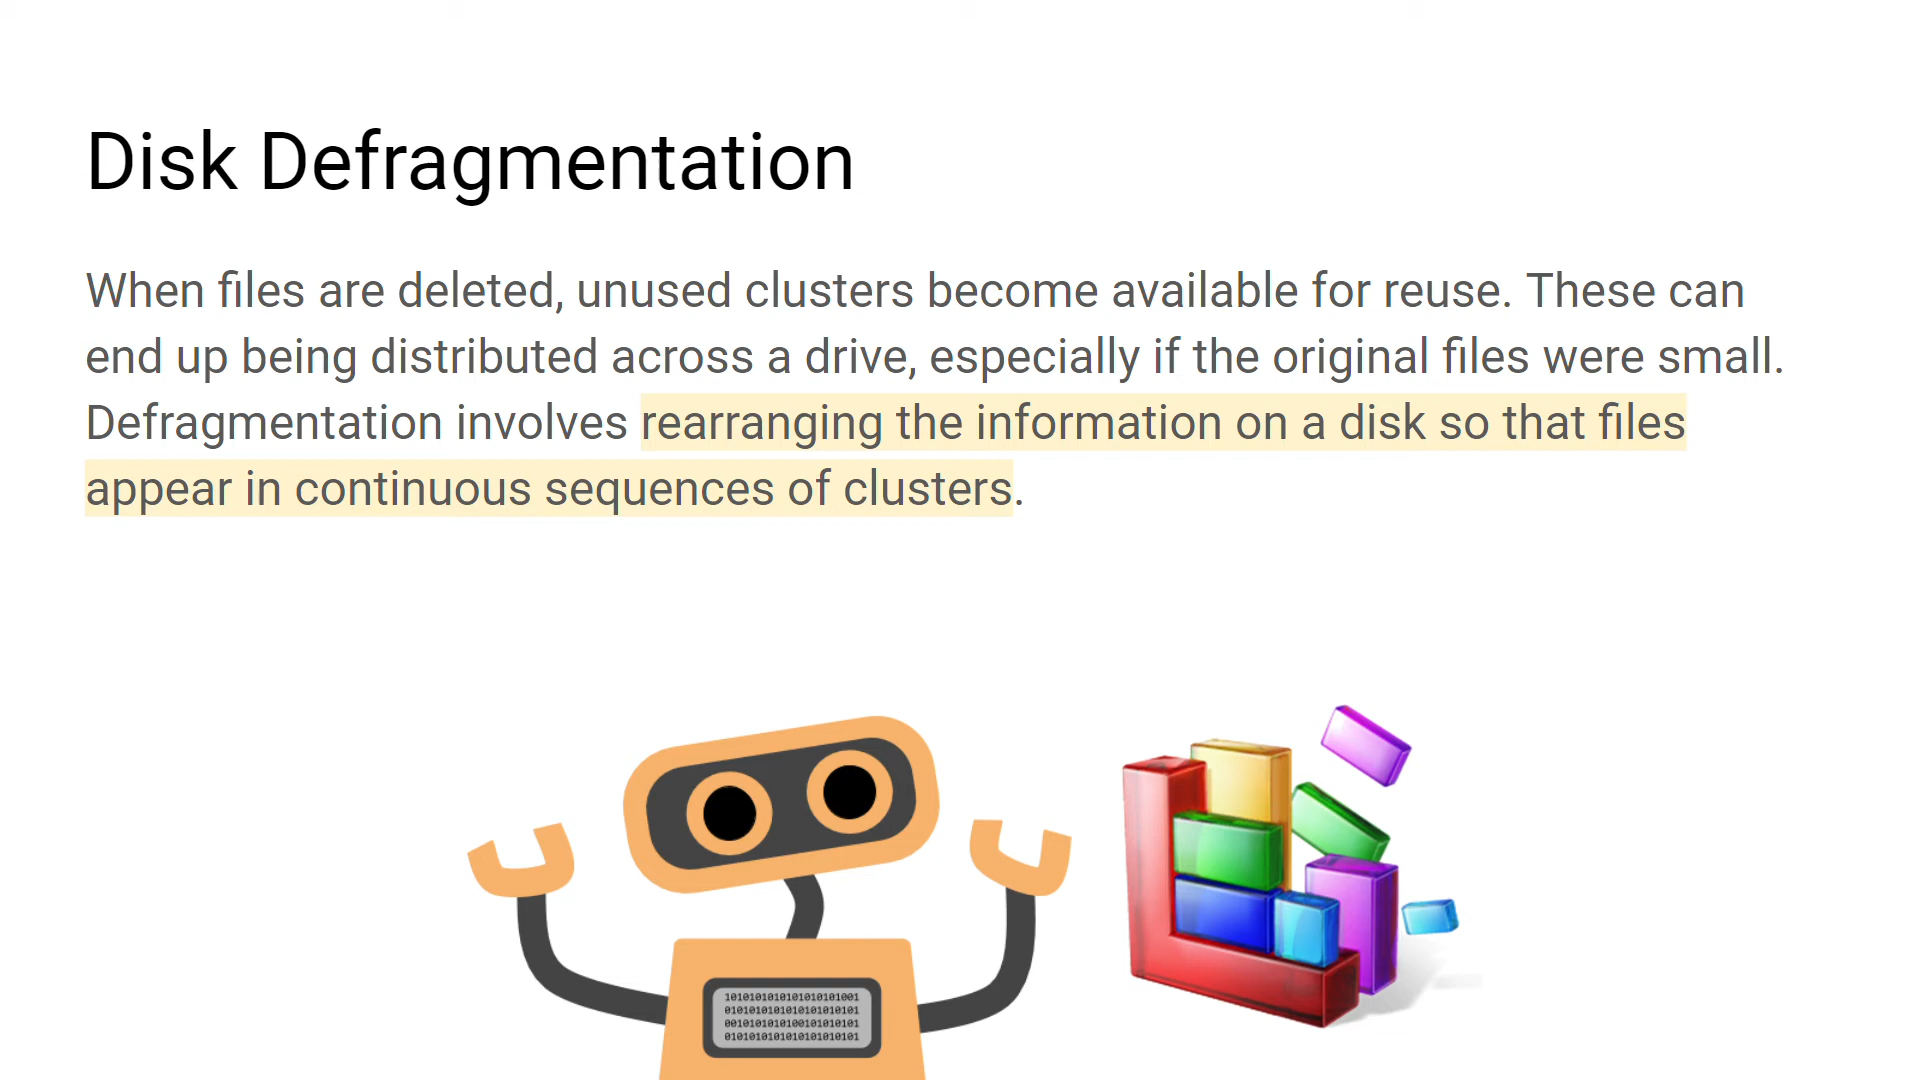 Disk Defragmentation
When files are deleted, unused clusters become available for reuse. These can
end up being distributed across a drive, especially if the original files were small.
Defragmentation involves rearranging the information on a disk so that files
appear in continuous sequences of clusters.